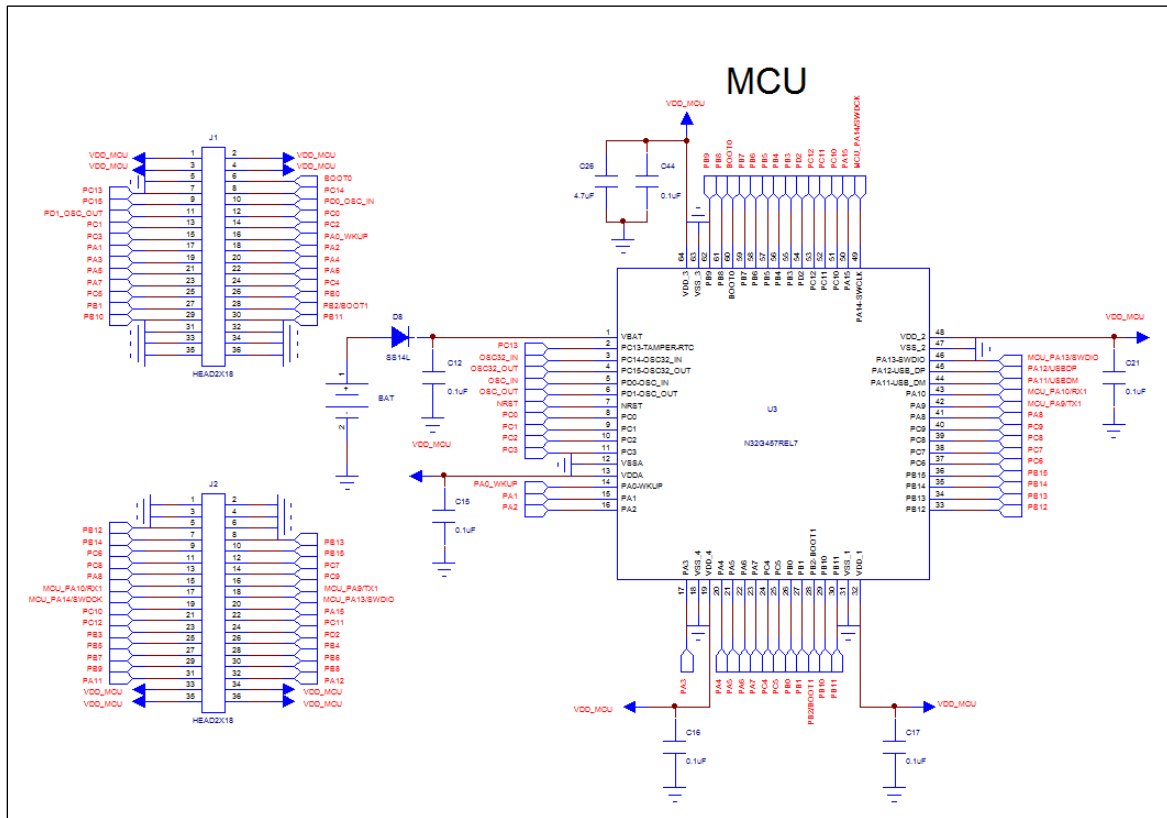 MCU
J1
VDD_MCU 1 2 VDD_MCU
VDD_MCU 3 4 VDD_MCU
5 6 BOOT0
PC13 7 8 PC14
PC15 9 10 PD0_OSC_IN
PD1_OSC_OUT 11 12 PC0
PC1 13 14 PC2
PC3 15 16 PA0_WKUP
PA1 17 18 PA2
PA3 19 20 PA4
PA5 21 22 PA6
PA7 23 24 PC4
PC5 25 26 PB0
PB1 27 28 PB2/BOOT1
PB10 29 30 PB11
31 32
33 34
35 36
HEAD2X18
J2
1 2
3 4
5 6
PB12 7 8 PB13
PB14 9 10 PB15
PC6 11 12 PC7
PA8 13 14 PC9
MCU_PA10/RX1 15 16 MCU_PA9/TX1
MCU_PA14/SWDCK 17 18 MCU_PA13/SWDIO
19 20 PA15
PC10 21 22 PC11
PC12 23 24
PB3 25 26 PB4
PB5 27 28 PB6
PB7 29 30 PB8
PB9 31 32 PA12
PA11 33 34 VDD_MCU
VDD_MCU 35 36 VDD_MCU
VDD_MCU
HEAD2X18
VDD_MCU
C26
4.7uF
C44
0.1uF
PB9 PB8 BOOT0 PB7 PB6 PB5 PB4 PB3 PD2 PC12 PC11 PC10 PA15 MCU_PA14/SWDCK
64 63 62 61 60 59 58 57 56 55 54 53 52 51 50 49
VDD_3 VSS_3 PB9 PB8 BOOT0 PB7 PB6 PB5 PB4 PB3 PD2 PC12 PC11 PC10 PA15 PA14-SWCLK
D8
SS14L
C12
0.1uF
1
BAT
2
1 VBAT
PC13 2 PC13-TAMPER-RTC
OSC32_IN 3 PC14-OSC32_IN
OSC32_OUT 4 PC15-OSC32_OUT
OSC_IN 5 PD0-OSC_IN
OSC_OUT 6 PD1-OSC_OUT
NRST 7 NRST
PC0 8 PC0
PC1 9 PC1
PC2 10 PC2
PC3 11 PC3
12 VSSA
VDD_MCU
13 VDDA
PA0_WKUP 14 PA0-WKUP
PA1 15 PA1
PA2 16 PA2
C15
0.1uF
U3
N32G457REL7
VDD_2 48 VDD_MCU
VSS_2 47
PA13-SWDIO 46 MCU_PA13/SWDIO
PA12-USB_DP 45 PA12/USBDP
PA11-USB_DM 44 PA11/USBDM
PA10 43 MCU_PA10/RX1
PA9 42 MCU_PA9/TX1
PA8 41 PA8
PC9 40 PC9
PC8 39 PC8
PC7 38 PC7
PC6 37 PC6
PB15 36 PB15
PB14 35 PB14
PB13 34 PB13
PB12 33 PB12
C21
0.1uF
PA3 VSS_4 VDD_4 PA4 PA5 PA6 PA7 PC4 PC5 PB0 PB1 PB2-BOOT1 PB10 PB11 VSS_1 VDD_1
17 18 19 20 21 22 23 24 25 26 27 28 29 30 31 32
PA3 PA4 PA5 PA6 PA7 PC4 PC5 PB0 PB1 PB2/BOOT1 PB10 PB11
VDD_MCU
C16
0.1uF
C17
0.1uF
VDD_MCU